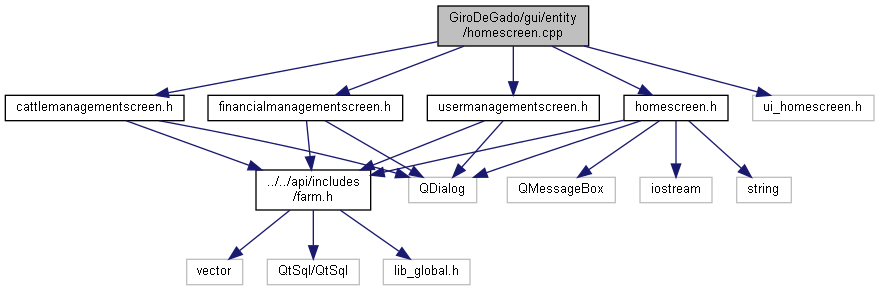 GiroDeGado/gui/entity
/homescreen.cpp
cattlemanagementscreen.h
financialmanagementscreen.h
usermanagementscreen.h
homescreen.h
ui_homescreen.h
../../api/includes
/farm.h
QDialog
QMessageBox
iostream
string
vector
QtSql/QtSql
lib_global.h